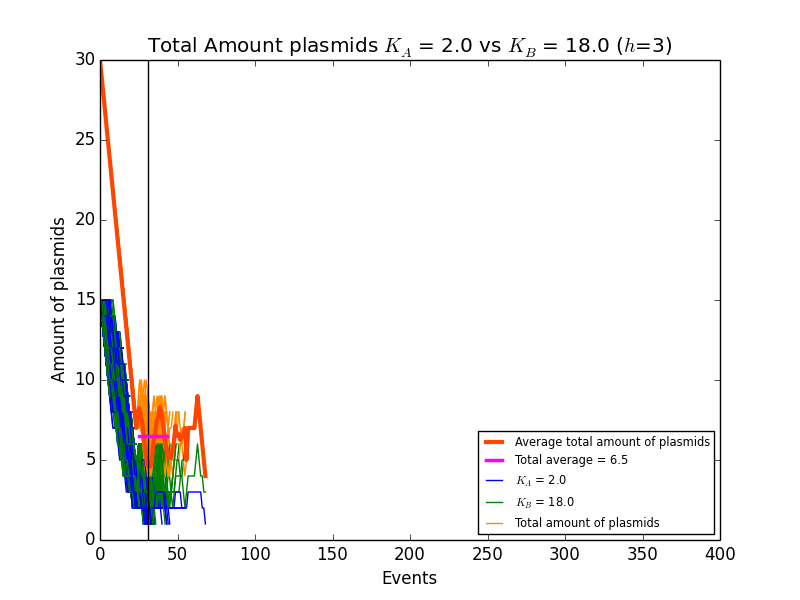 Total Amount plasmids K_A = 2.0 vs K_B = 18.0 (h=3)
30
25
20
15
10
5
0
Amount of plasmids
Average total amount of plasmids
Total average = 6.5
K_A = 2.0
K_B = 18.0
Total amount of plasmids
0 50 100 150 200 250 300 350 400
Events